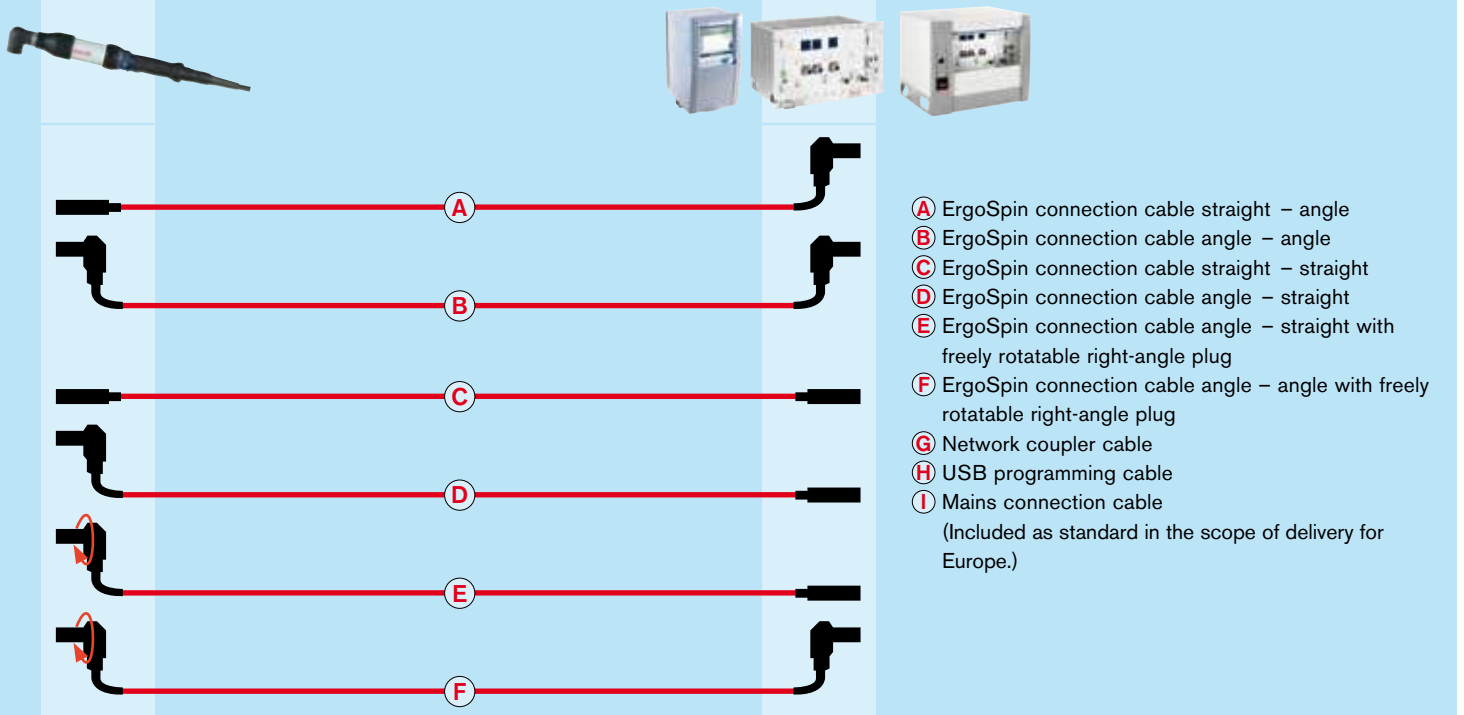 A
B
C
D
E
F
A ErgoSpin connection cable straight – angle
B ErgoSpin connection cable angle – angle
C ErgoSpin connection cable straight – straight
D ErgoSpin connection cable angle – straight
E ErgoSpin connection cable angle – straight with
freely rotatable right-angle plug
F ErgoSpin connection cable angle – angle with freely
rotatable right-angle plug
G Network coupler cable
H USB programming cable
I Mains connection cable
(Included as standard in the scope of delivery for
Europe.)